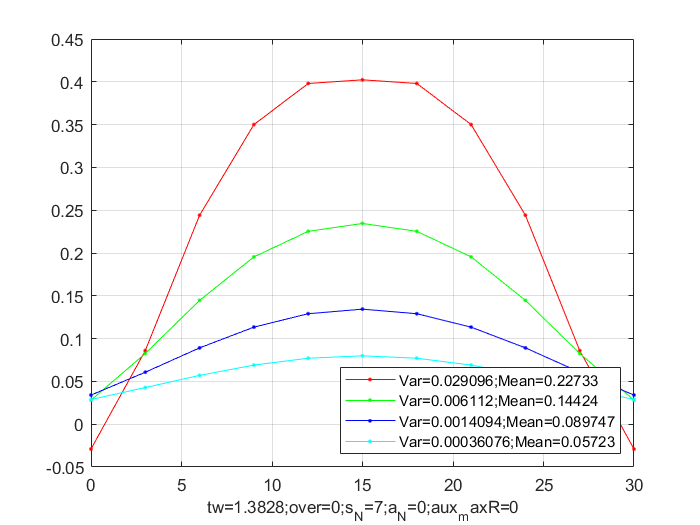 0.45
0.4
0.35
0.3
0.25
0.2
0.15
0.1
0.05
0
-0.05
Var=0.029096;Mean=0.22733
Var=0.006112;Mean=0.14424
Var=0.0014094;Mean=0.089747
Var=0.00036076;Mean=0.05723
0 5 10 15 20 25 30
tw=1.3828;over=0;s_N=7;a_N=0;aux_maxR=0